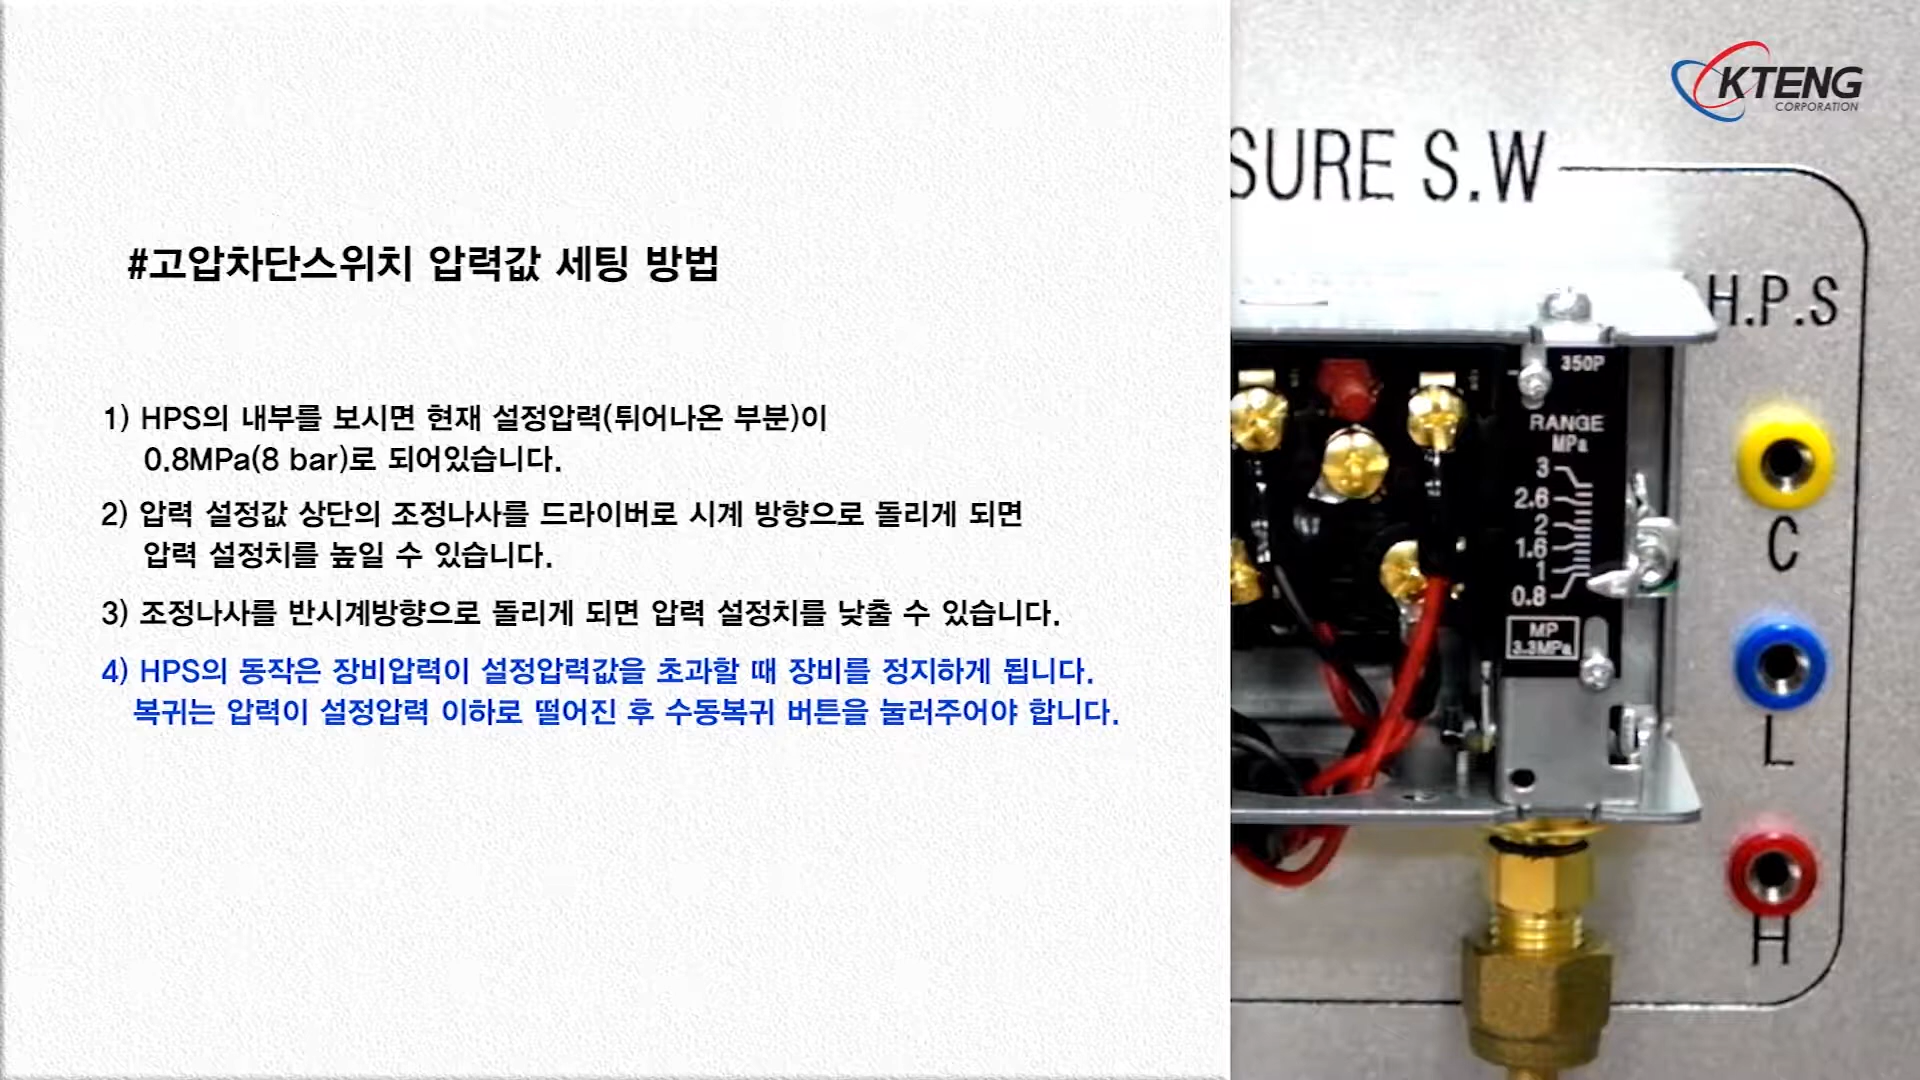 #고압차단스위치 압력값 세팅 방법
1) HPS의 내부를 보시면 현재 설정압력(튀어나온 부분)이
0.8MPa(8 bar)로 되어있습니다.
2) 압력 설정값 상단의 조정나사를 드라이버로 시계 방향으로 돌리게 되면
압력 설정치를 높일 수 있습니다.
3) 조정나사를 반시계방향으로 돌리게 되면 압력 설정치를 낮출 수 있습니다.
4) HPS의 동작은 장비압력이 설정압력값을 초과할 때 장비를 정지하게 됩니다.
복귀는 압력이 설정압력 이하로 떨어진 후 수동복귀 버튼을 눌러주어야 합니다.
KTENG
CORPORATION
SURE S.W
H.P.S
350P
RANGE
MPa
3
2.6
2
1.6
1
0.8
MP
3.3MPa
C
L
H